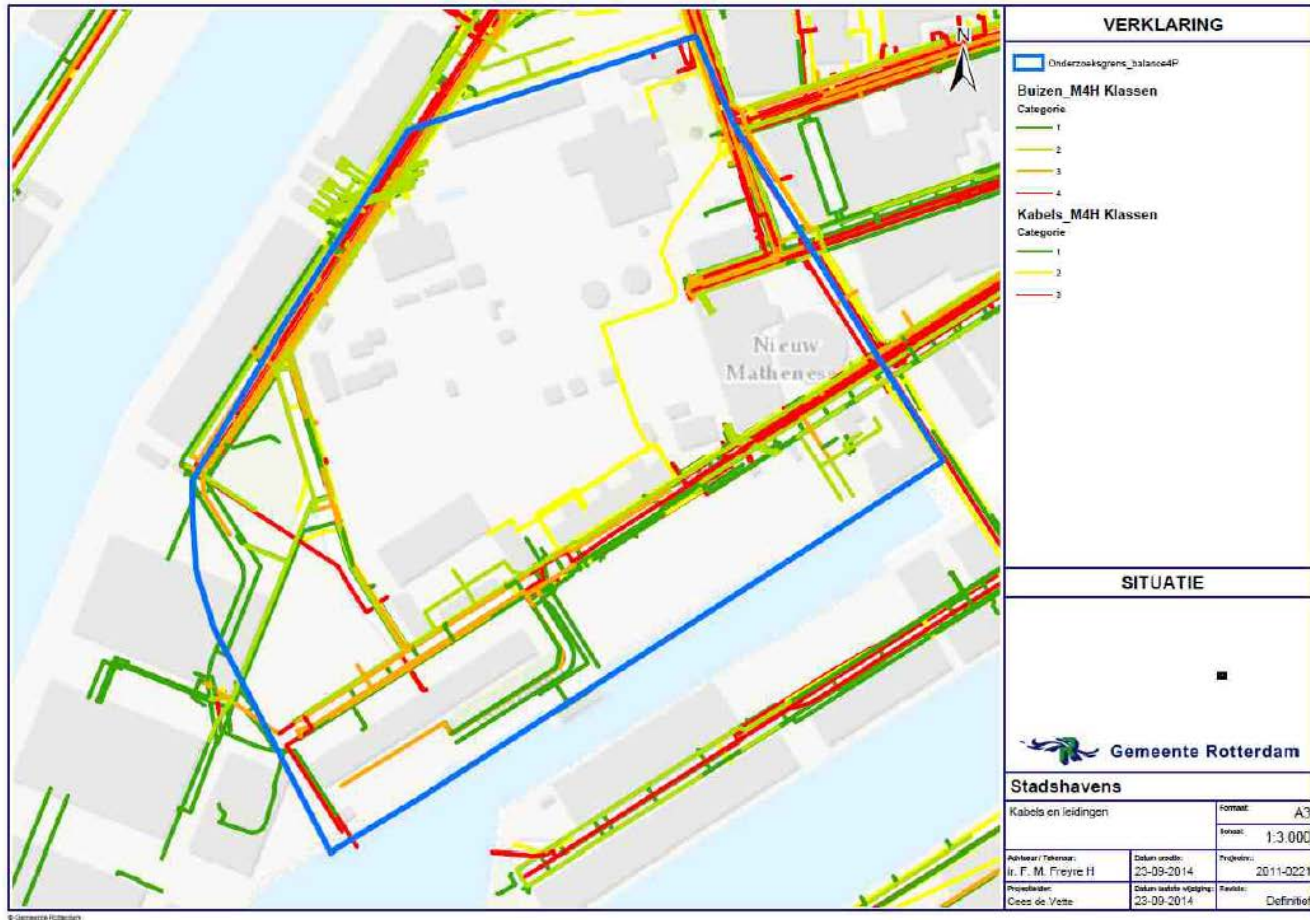 N
Nieuw
Mathenesse
VERKLARING
Onderzoeksgrens_balance4P
Buizen_M4H Klassen
Categorie
1
2
3
4
Kabels_M4H Klassen
Categorie
1
2
3
SITUATIE
Gemeente Rotterdam
Stadshavens
Kabels en leidingen
Formaat: A3
Schaal: 1:3.000
Adviseur / Tekenaar:
ir. F. M. Freyre H
Datum creatie:
23-09-2014
Projectnr.:
2011-0221
Projectleider:
Cees de Vette
Datum laatste wijziging:
23-09-2014
Revisie:
Definitief
© Gemeente Rotterdam